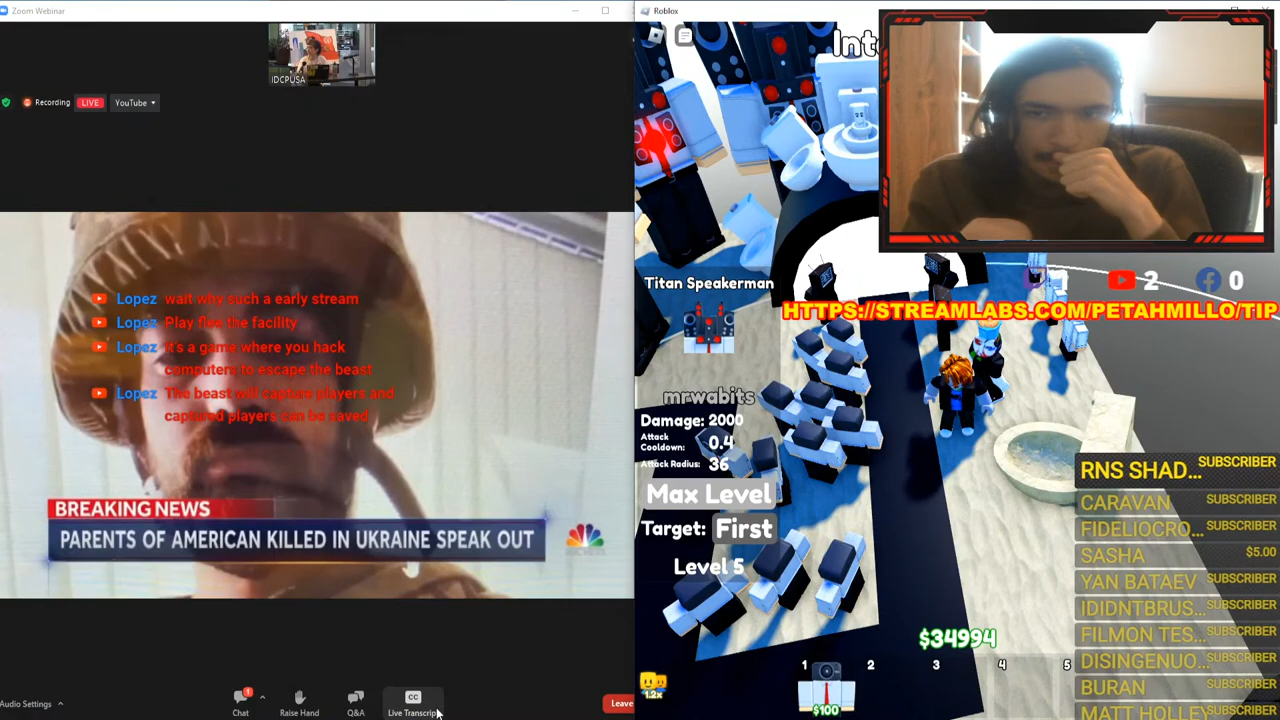 Zoom Webinar
IDCPUSA
Recording
LIVE
YouTube
Lopez wait why such a early stream
Lopez Play flee the facility
Lopez It's a game where you hack
computers to escape the beast
Lopez The beast will capture players and
captured players can be saved
BREAKING NEWS
PARENTS OF AMERICAN KILLED IN UKRAINE SPEAK OUT
NBC NEWS
Audio Settings
1
Chat
Raise Hand
Q&A
CC
Live Transcrip
Leave
Roblox
Inte
Titan Speakerman
mrwabits
Damage: 2000
Attack
Cooldown: 0.4
Attack Radius: 36
Max Level
Target: First
Level 5
2
0
HTTPS://STREAMLABS.COM/PETAHMILLO/TIP
RNS SHAD... SUBSCRIBER
CARAVAN SUBSCRIBER
FIDELIOCRO... SUBSCRIBER
SASHA $5.00
YAN BATAEV SUBSCRIBER
IDIDNTBRUS... SUBSCRIBER
FILMON TES... SUBSCRIBER
DISINGENUO... SUBSCRIBER
BURAN SUBSCRIBER
MATT HOLLEY SUBSCRIBER
$34994
1 2 3 4 5
1.2x
$100